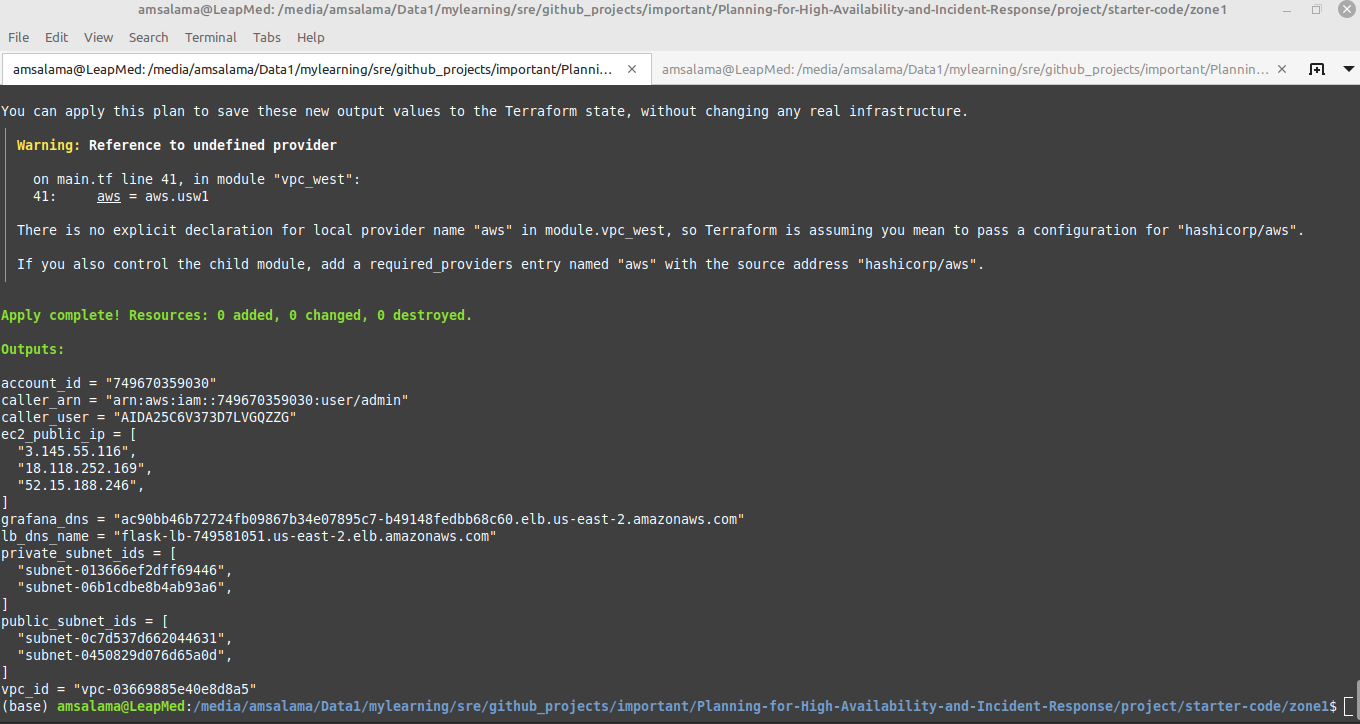 amsalama@LeapMed: /media/amsalama/Data1/mylearning/sre/github_projects/important/Planning-for-High-Availability-and-Incident-Response/project/starter-code/zone1
File Edit View Search Terminal Tabs Help
amsalama@LeapMed: /media/amsalama/Data1/mylearning/sre/github_projects/important/Planni... × amsalama@LeapMed: /media/amsalama/Data1/mylearning/sre/github_projects/important/Plannin... ×
You can apply this plan to save these new output values to the Terraform state, without changing any real infrastructure.
Warning: Reference to undefined provider
on main.tf line 41, in module "vpc_west":
41: aws = aws.usw1
There is no explicit declaration for local provider name "aws" in module.vpc_west, so Terraform is assuming you mean to pass a configuration for "hashicorp/aws".
If you also control the child module, add a required_providers entry named "aws" with the source address "hashicorp/aws".
Apply complete! Resources: 0 added, 0 changed, 0 destroyed.
Outputs:
account_id = "749670359030"
caller_arn = "arn:aws:iam::749670359030:user/admin"
caller_user = "AIDA25C6V373D7LVGQZZG"
ec2_public_ip = [
"3.145.55.116",
"18.118.252.169",
"52.15.188.246",
]
grafana_dns = "ac90bb46b72724fb09867b34e07895c7-b49148fedbb68c60.elb.us-east-2.amazonaws.com"
lb_dns_name = "flask-lb-749581051.us-east-2.elb.amazonaws.com"
private_subnet_ids = [
"subnet-013666ef2dff69446",
"subnet-06b1cdbe8b4ab93a6",
]
public_subnet_ids = [
"subnet-0c7d537d662044631",
"subnet-0450829d076d65a0d",
]
vpc_id = "vpc-03669885e40e8d8a5"
(base) amsalama@LeapMed:/media/amsalama/Data1/mylearning/sre/github_projects/important/Planning-for-High-Availability-and-Incident-Response/project/starter-code/zone1$